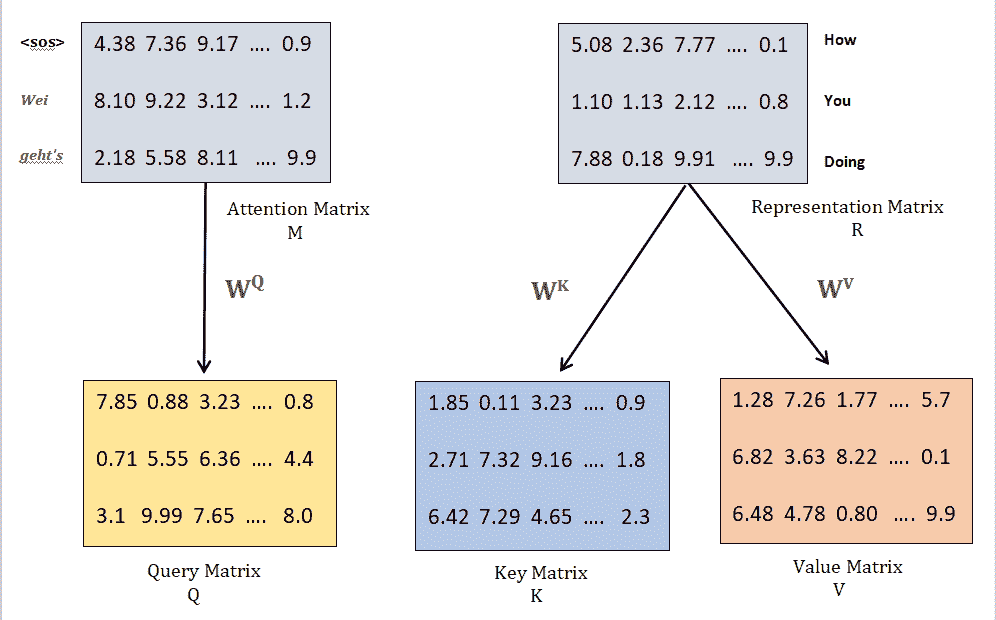 <sos> 4.38 7.36 9.17 .... 0.9
Wei 8.10 9.22 3.12 .... 1.2
geht's 2.18 5.58 8.11 .... 9.9
Attention Matrix
M
5.08 2.36 7.77 .... 0.1 How
1.10 1.13 2.12 .... 0.8 You
7.88 0.18 9.91 .... 9.9 Doing
Representation Matrix
R
W^Q
W^K
W^V
7.85 0.88 3.23 .... 0.8
0.71 5.55 6.36 .... 4.4
3.1 9.99 7.65 .... 8.0
Query Matrix
Q
1.85 0.11 3.23 .... 0.9
2.71 7.32 9.16 .... 1.8
6.42 7.29 4.65 .... 2.3
Key Matrix
K
1.28 7.26 1.77 .... 5.7
6.82 3.63 8.22 .... 0.1
6.48 4.78 0.80 .... 9.9
Value Matrix
V